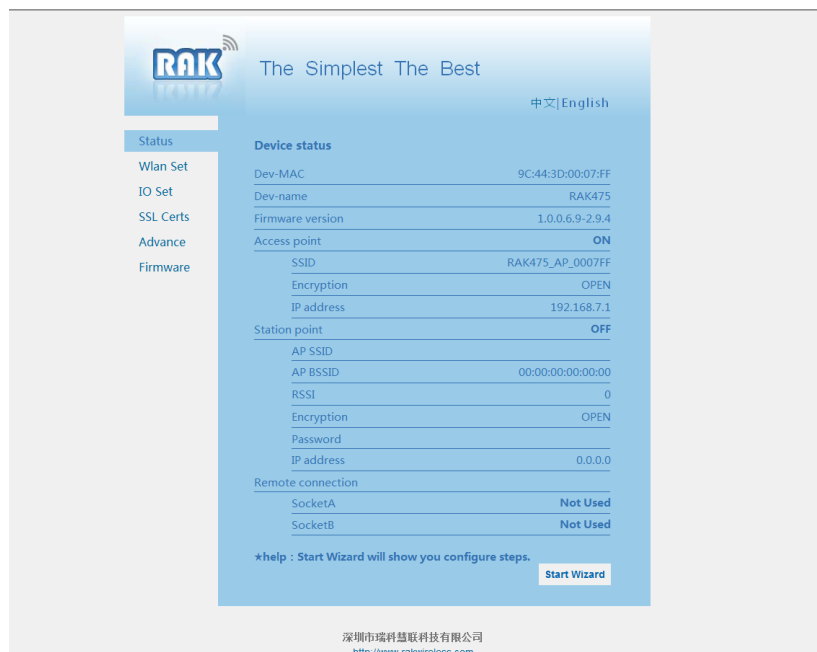 RAK
The Simplest The Best
中文|English
Status
Wlan Set
IO Set
SSL Certs
Advance
Firmware
Device status
Dev-MAC 9C:44:3D:00:07:FF
Dev-name RAK475
Firmware version 1.0.0.6.9-2.9.4
Access point ON
SSID RAK475_AP_0007FF
Encryption OPEN
IP address 192.168.7.1
Station point OFF
AP SSID
AP BSSID 00:00:00:00:00:00
RSSI 0
Encryption OPEN
Password
IP address 0.0.0.0
Remote connection
SocketA Not Used
SocketB Not Used
★help : Start Wizard will show you configure steps.
Start Wizard
深圳市瑞科慧联科技有限公司
http://www.rakwireless.com